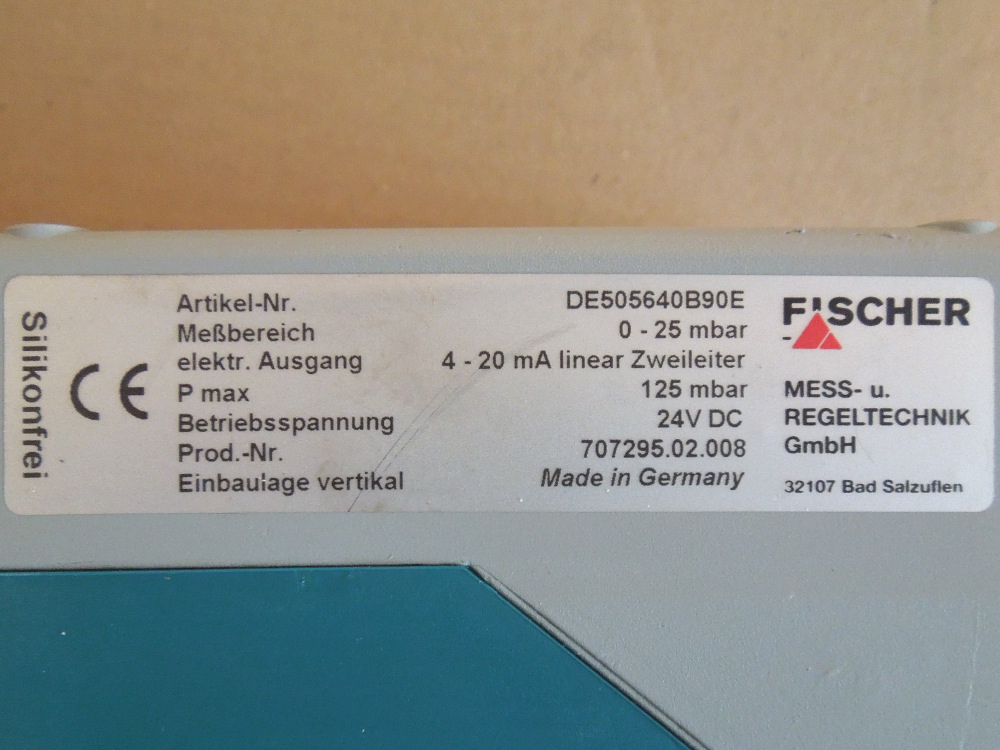 Silikonfrei
CE
Artikel-Nr. DE505640B90E
Meßbereich 0 - 25 mbar
elektr. Ausgang 4 - 20 mA linear Zweileiter
P max 125 mbar
Betriebsspannung 24V DC
Prod.-Nr. 707295.02.008
Einbaulage vertikal Made in Germany
FISCHER
MESS- u.
REGELTECHNIK
GmbH
32107 Bad Salzuflen